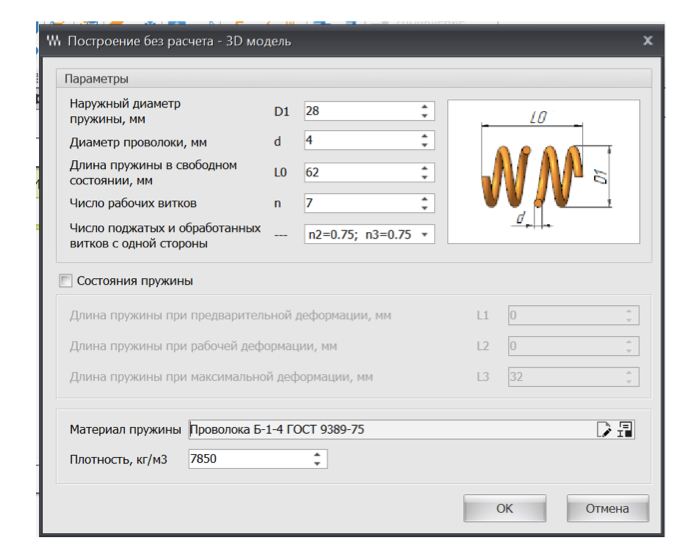 Построение без расчета - 3D модель
x
Параметры
Наружный диаметр
пружины, мм
D1
28
Диаметр проволоки, мм
d
4
Длина пружины в свободном
состоянии, мм
L0
62
Число рабочих витков
n
7
Число поджатых и обработанных
витков с одной стороны
---
n2=0.75; n3=0.75
L0
D1
d
Состояния пружины
Длина пружины при предварительной деформации, мм
L1
0
Длина пружины при рабочей деформации, мм
L2
0
Длина пружины при максимальной деформации, мм
L3
32
Материал пружины
Проволока Б-1-4 ГОСТ 9389-75
Плотность, кг/м3
7850
OK
Отмена